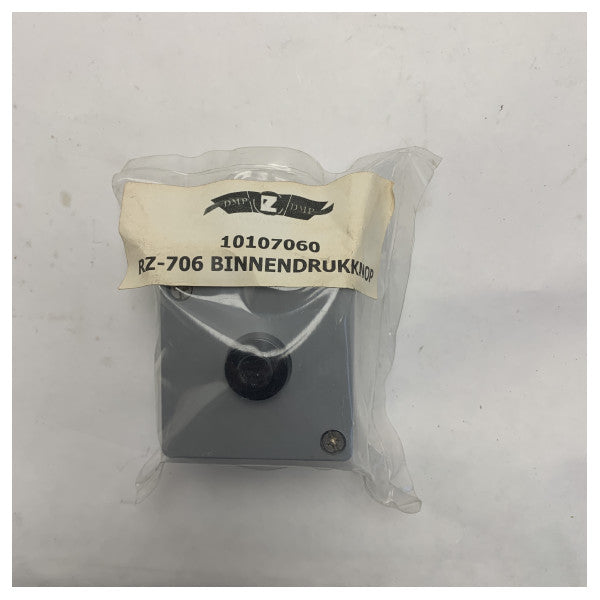 DMP Z DMP
10107060
RZ-706 BINNENDRUKKNOP